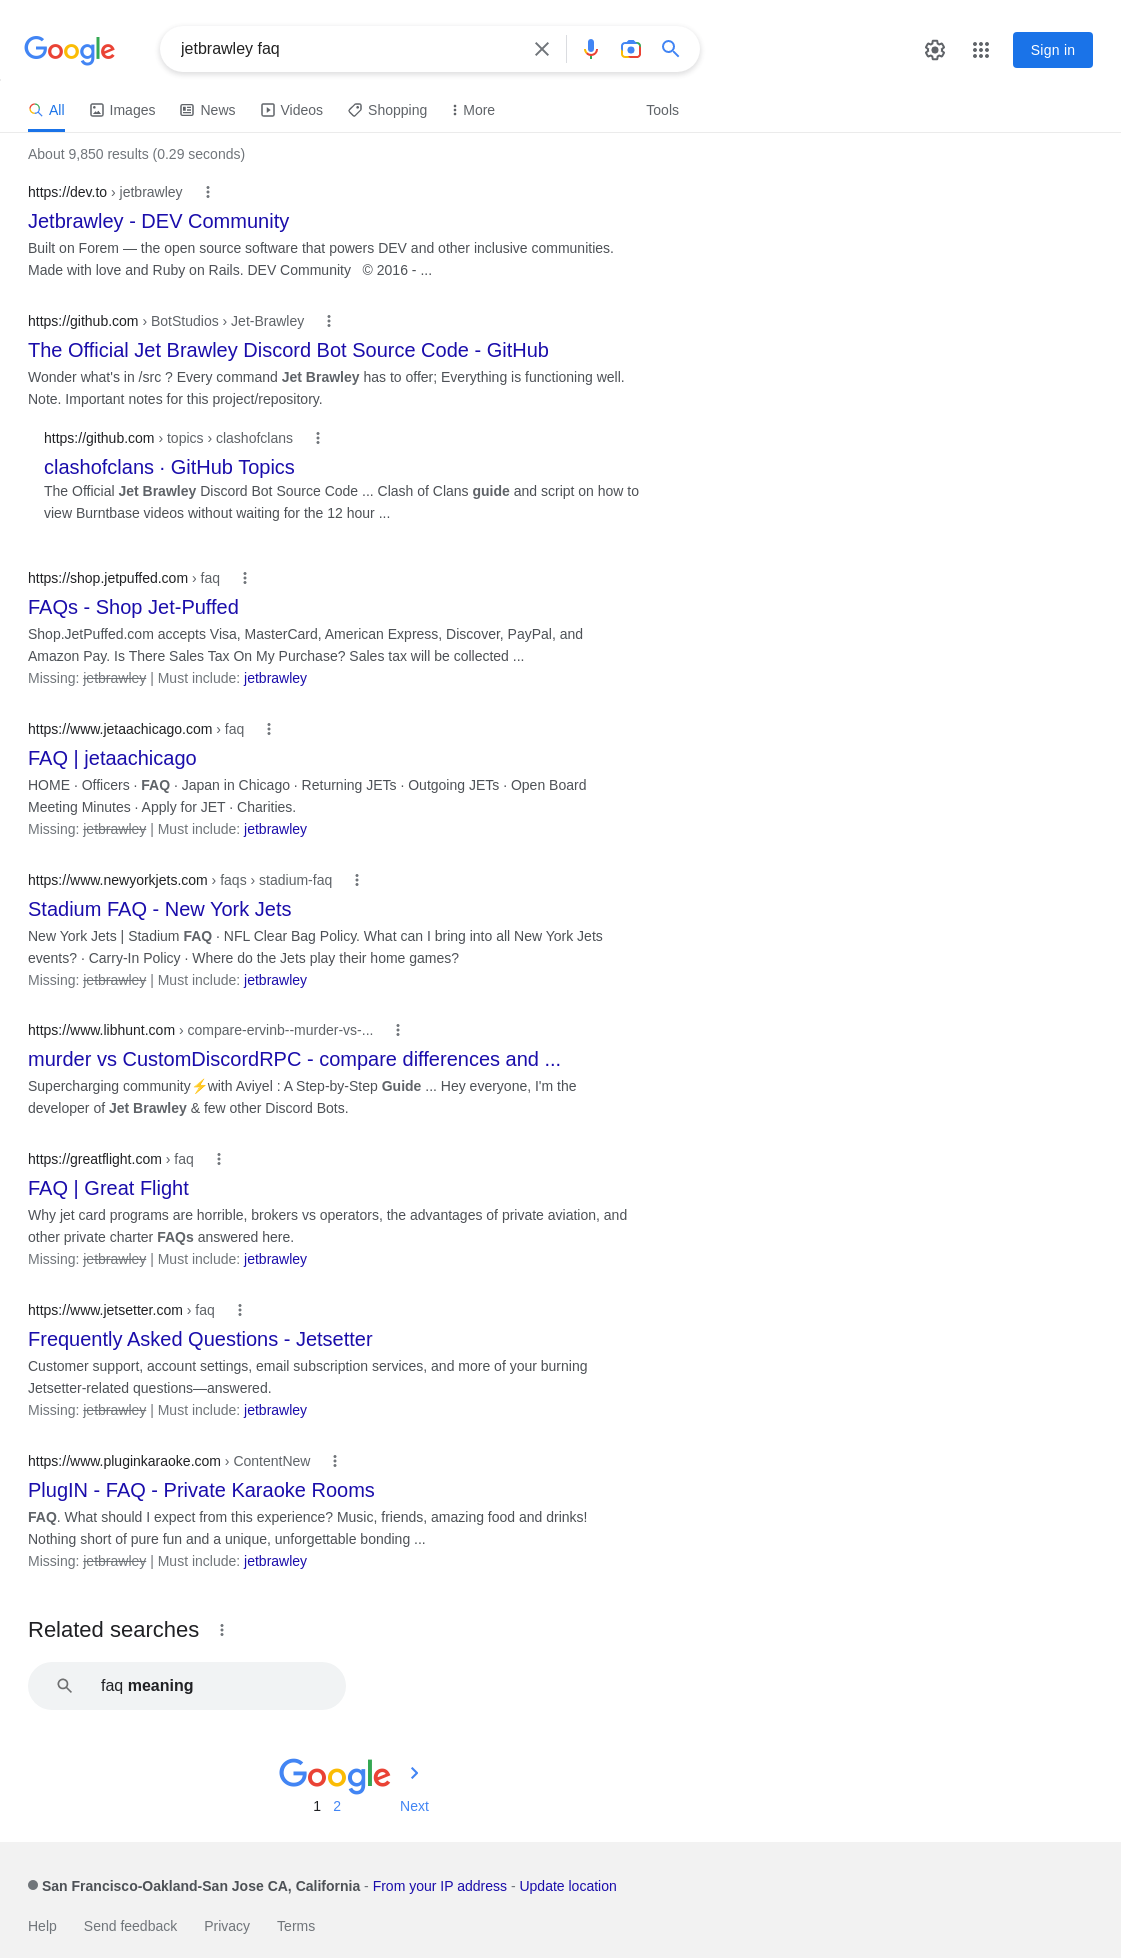 Google
jetbrawley faq
Sign in
All
Images
News
Videos
Shopping
More
Tools
About 9,850 results (0.29 seconds)
https://dev.to › jetbrawley
Jetbrawley - DEV Community
Built on Forem — the open source software that powers DEV and other inclusive communities.
Made with love and Ruby on Rails. DEV Community © 2016 - ...
https://github.com › BotStudios › Jet-Brawley
The Official Jet Brawley Discord Bot Source Code - GitHub
Wonder what's in /src ? Every command Jet Brawley has to offer; Everything is functioning well.
Note. Important notes for this project/repository.
https://github.com › topics › clashofclans
clashofclans · GitHub Topics
The Official Jet Brawley Discord Bot Source Code ... Clash of Clans guide and script on how to
view Burntbase videos without waiting for the 12 hour ...
https://shop.jetpuffed.com › faq
FAQs - Shop Jet-Puffed
Shop.JetPuffed.com accepts Visa, MasterCard, American Express, Discover, PayPal, and
Amazon Pay. Is There Sales Tax On My Purchase? Sales tax will be collected ...
Missing: jetbrawley | Must include: jetbrawley
https://www.jetaachicago.com › faq
FAQ | jetaachicago
HOME · Officers · FAQ · Japan in Chicago · Returning JETs · Outgoing JETs · Open Board
Meeting Minutes · Apply for JET · Charities.
Missing: jetbrawley | Must include: jetbrawley
https://www.newyorkjets.com › faqs › stadium-faq
Stadium FAQ - New York Jets
New York Jets | Stadium FAQ · NFL Clear Bag Policy. What can I bring into all New York Jets
events? · Carry-In Policy · Where do the Jets play their home games?
Missing: jetbrawley | Must include: jetbrawley
https://www.libhunt.com › compare-ervinb--murder-vs-...
murder vs CustomDiscordRPC - compare differences and ...
Supercharging community⚡with Aviyel : A Step-by-Step Guide ... Hey everyone, I'm the
developer of Jet Brawley & few other Discord Bots.
https://greatflight.com › faq
FAQ | Great Flight
Why jet card programs are horrible, brokers vs operators, the advantages of private aviation, and
other private charter FAQs answered here.
Missing: jetbrawley | Must include: jetbrawley
https://www.jetsetter.com › faq
Frequently Asked Questions - Jetsetter
Customer support, account settings, email subscription services, and more of your burning
Jetsetter-related questions—answered.
Missing: jetbrawley | Must include: jetbrawley
https://www.pluginkaraoke.com › ContentNew
PlugIN - FAQ - Private Karaoke Rooms
FAQ. What should I expect from this experience? Music, friends, amazing food and drinks!
Nothing short of pure fun and a unique, unforgettable bonding ...
Missing: jetbrawley | Must include: jetbrawley
Related searches
faq meaning
Google
1 2 Next
San Francisco-Oakland-San Jose CA, California - From your IP address - Update location
Help Send feedback Privacy Terms